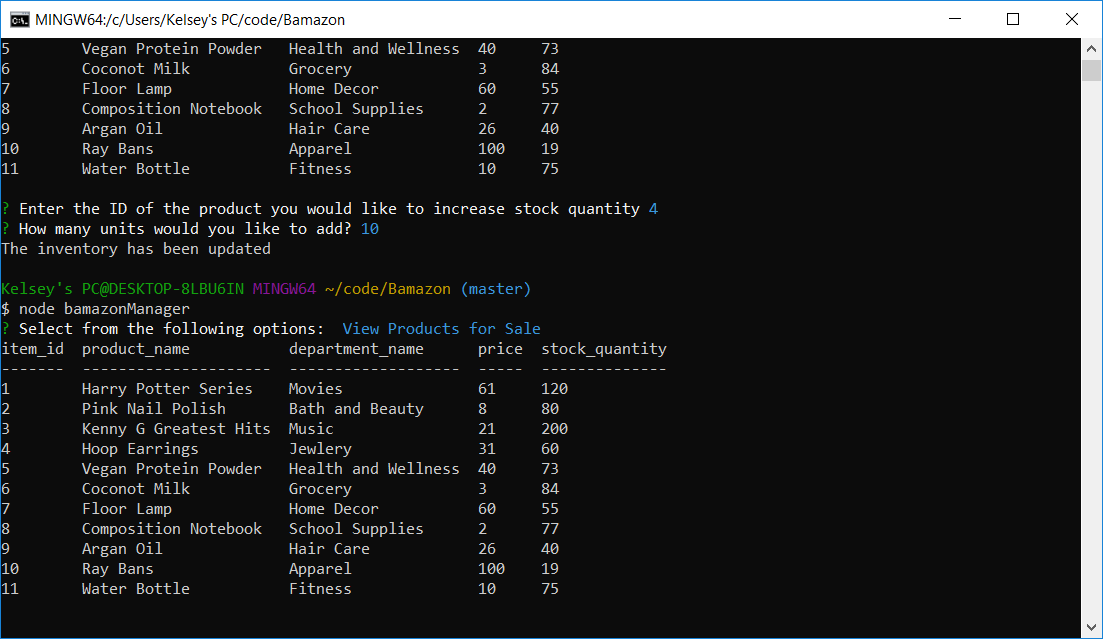 MINGW64:/c/Users/Kelsey's PC/code/Bamazon
5        Vegan Protein Powder   Health and Wellness  40     73
6        Coconot Milk           Grocery              3      84
7        Floor Lamp             Home Decor           60     55
8        Composition Notebook   School Supplies      2      77
9        Argan Oil              Hair Care            26     40
10       Ray Bans               Apparel              100    19
11       Water Bottle           Fitness              10     75
? Enter the ID of the product you would like to increase stock quantity 4
? How many units would you like to add? 10
The inventory has been updated
Kelsey's PC@DESKTOP-8LBU6IN MINGW64 ~/code/Bamazon (master)
$ node bamazonManager
? Select from the following options:  View Products for Sale
item_id  product_name           department_name      price  stock_quantity
-------  ---------------------  -------------------  -----  --------------
1        Harry Potter Series    Movies               61     120
2        Pink Nail Polish       Bath and Beauty      8      80
3        Kenny G Greatest Hits  Music                21     200
4        Hoop Earrings          Jewlery              31     60
5        Vegan Protein Powder   Health and Wellness  40     73
6        Coconot Milk           Grocery              3      84
7        Floor Lamp             Home Decor           60     55
8        Composition Notebook   School Supplies      2      77
9        Argan Oil              Hair Care            26     40
10       Ray Bans               Apparel              100    19
11       Water Bottle           Fitness              10     75